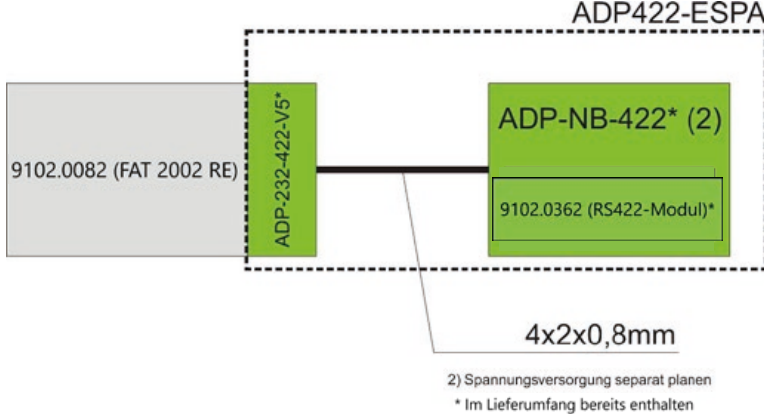 ADP422-ESPA
9102.0082 (FAT 2002 RE)
ADP-232-422-V5*
ADP-NB-422* (2)
9102.0362 (RS422-Modul)*
4x2x0,8mm
2) Spannungsversorgung separat planen
* Im Lieferumfang bereits enthalten